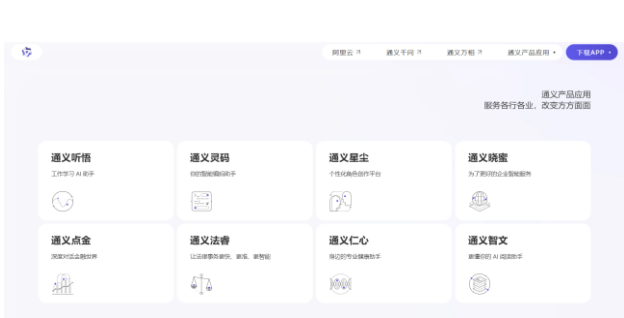 阿里云
通义千问
通义万相
通义产品应用
下载APP
通义产品应用
服务各行各业，改变方方面面
通义听悟
工作学习 AI 助手
通义灵码
你的智能编码助手
通义星尘
个性化角色创作平台
通义晓蜜
为了更好的企业智能服务
通义点金
深度对话金融世界
通义法睿
让法律事务更快、更准、更智能
通义仁心
身边的专业健康助手
通义智文
更懂你的 AI 阅读助手